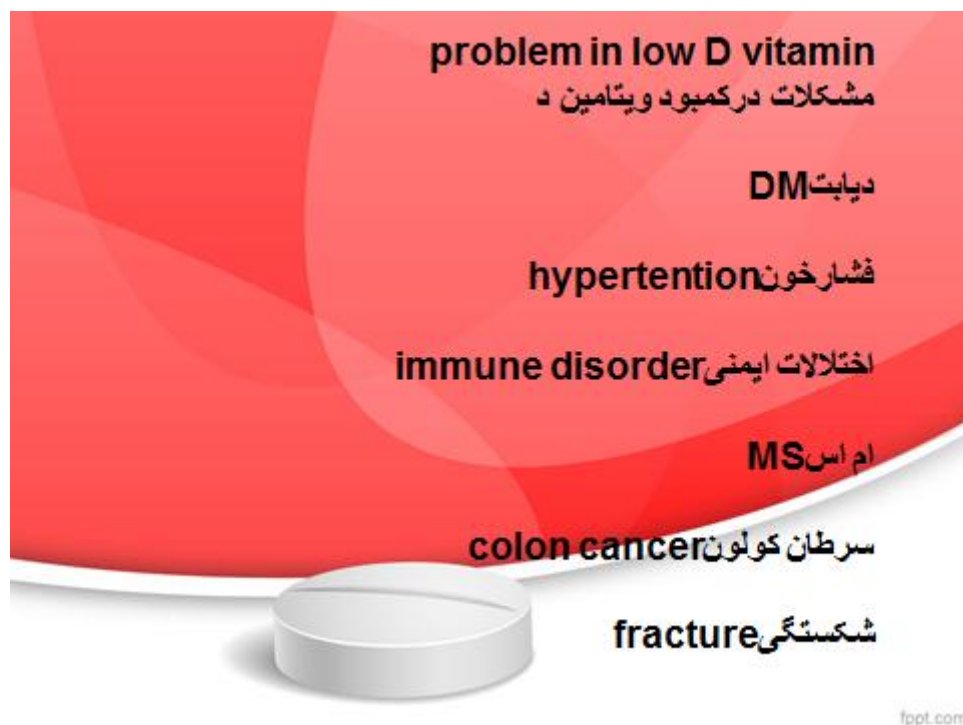 problem in low D vitamin
مشکلات درکمبود ویتامین د
دیابتDM
فشارخونhypertention
اختلالات ایمنیimmune disorder
ام اسMS
سرطان کولونcolon cancer
شکستگیfracture
fppt.com